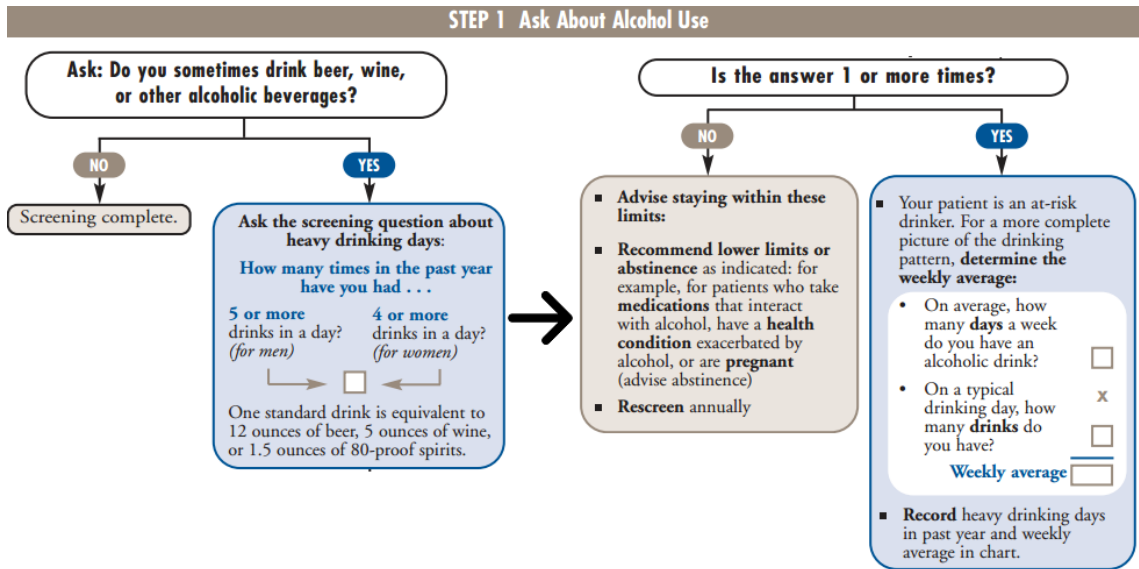 STEP 1 Ask About Alcohol Use
Ask: Do you sometimes drink beer, wine,
or other alcoholic beverages?
NO
YES
Screening complete.
Ask the screening question about
heavy drinking days:
How many times in the past year
have you had . . .
5 or more
drinks in a day?
(for men)
4 or more
drinks in a day?
(for women)
One standard drink is equivalent to
12 ounces of beer, 5 ounces of wine,
or 1.5 ounces of 80-proof spirits.
Is the answer 1 or more times?
NO
YES
▪ Advise staying within these
limits:
▪ Recommend lower limits or
abstinence as indicated: for
example, for patients who take
medications that interact
with alcohol, have a health
condition exacerbated by
alcohol, or are pregnant
(advise abstinence)
▪ Rescreen annually
▪ Your patient is an at-risk
drinker. For a more complete
picture of the drinking
pattern, determine the
weekly average:
• On average, how
many days a week
do you have an
alcoholic drink?
x
• On a typical
drinking day, how
many drinks do
you have?
Weekly average
▪ Record heavy drinking days
in past year and weekly
average in chart.